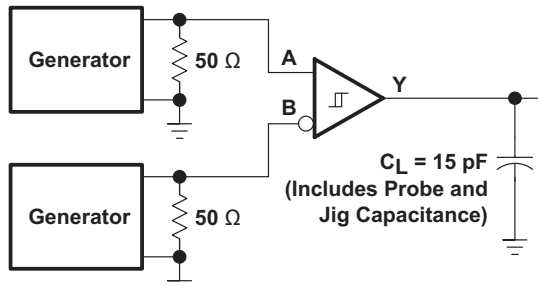 Generator
50 Ω
A
B
Y
Generator
50 Ω
C_L = 15 pF
(Includes Probe and
Jig Capacitance)